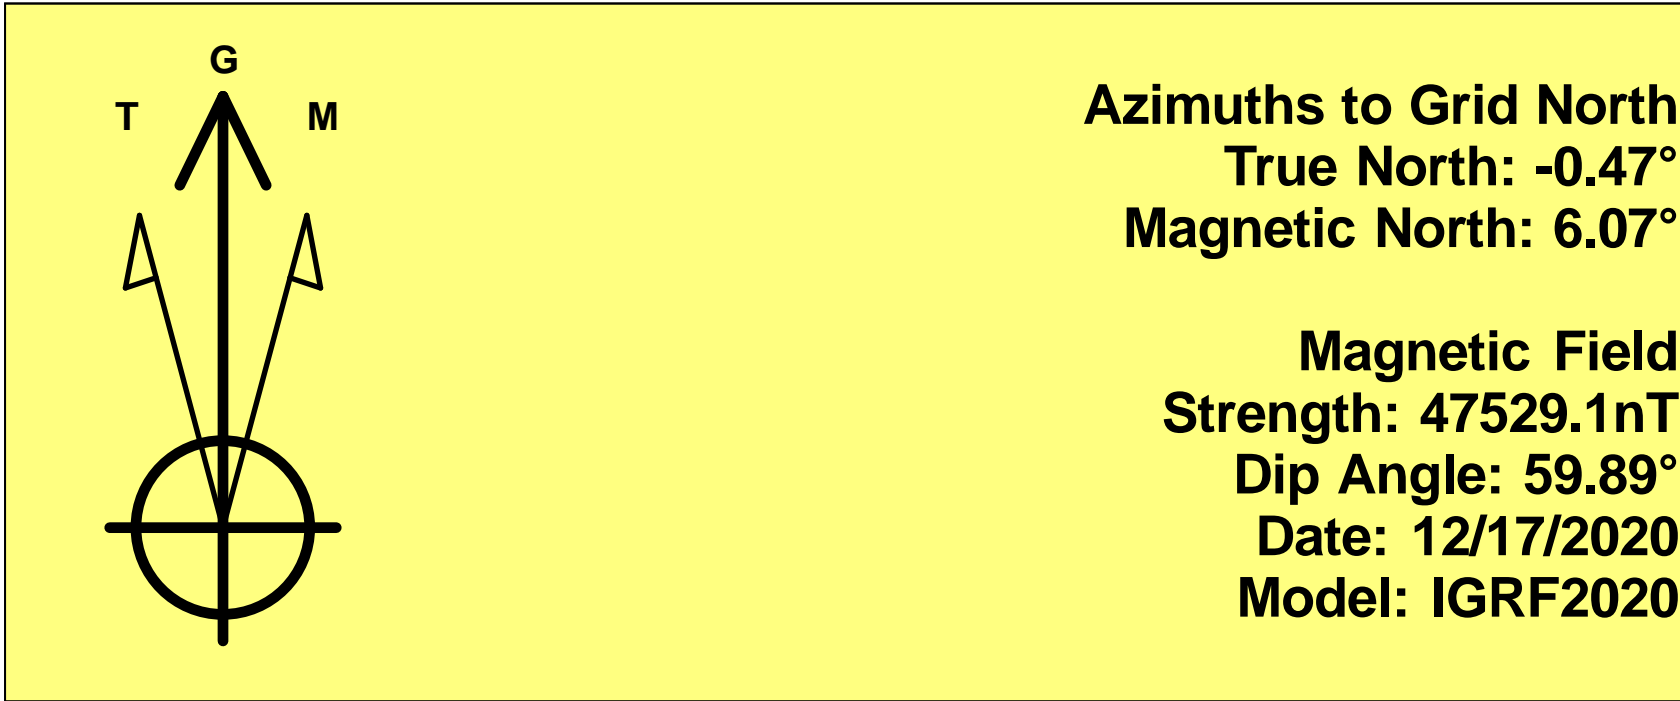 G
T
M
Azimuths to Grid North
True North: -0.47°
Magnetic North: 6.07°
Magnetic Field
Strength: 47529.1nT
Dip Angle: 59.89°
Date: 12/17/2020
Model: IGRF2020